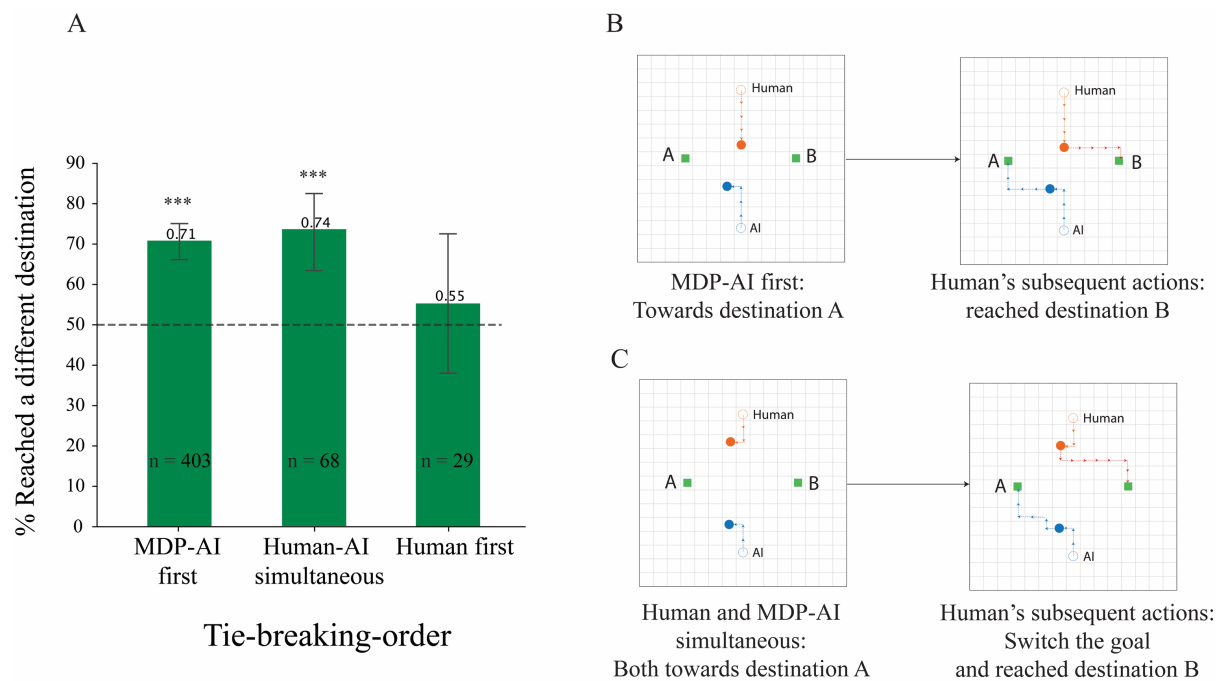 A
% Reached a different destination
90
80
70
60
50
40
30
20
10
0
***
0.71
***
0.74
0.55
n = 403
n = 68
n = 29
MDP-AI
first
Human-AI
simultaneous
Human first
Tie-breaking-order
B
Human
A
B
AI
MDP-AI first:
Towards destination A
Human
A
B
AI
Human’s subsequent actions:
reached destination B
C
Human
A
B
AI
Human and MDP-AI
simultaneous:
Both towards destination A
Human
A
AI
Human’s subsequent actions:
Switch the goal
and reached destination B